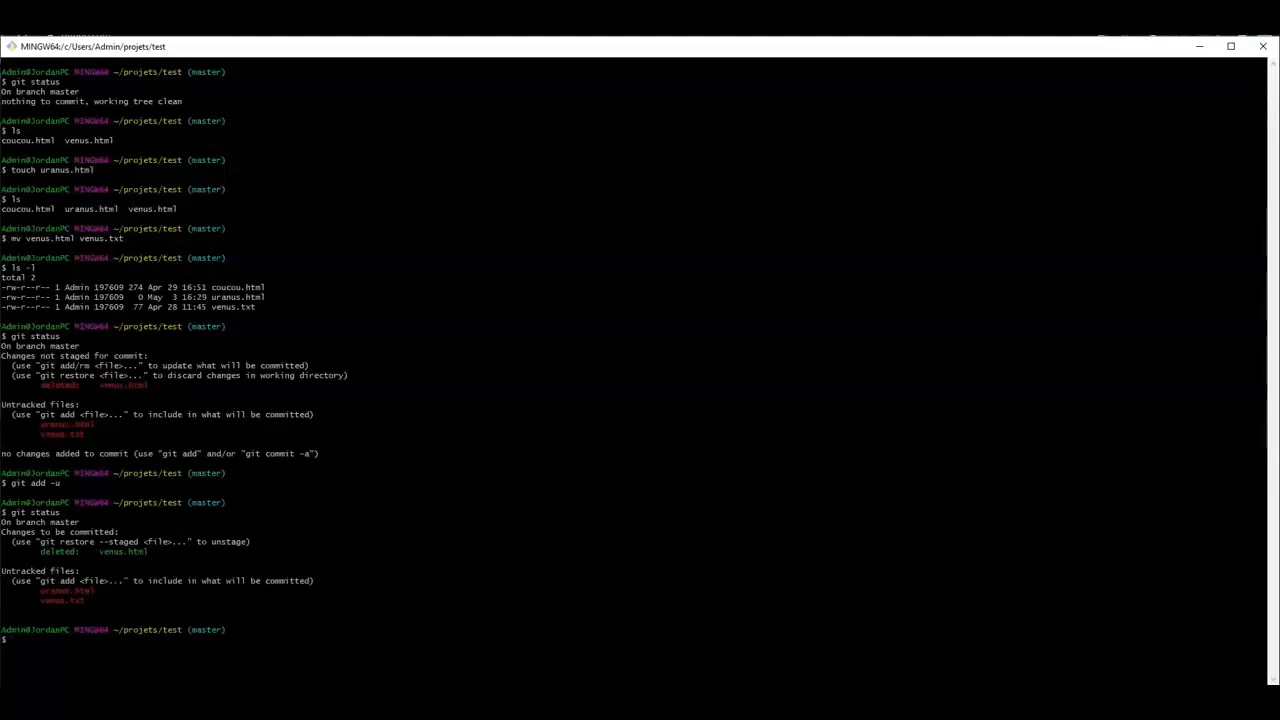 MINGW64:/c/Users/Admin/projets/test
Admin@JordanPC MINGW64 ~/projets/test (master)
$ git status
On branch master
nothing to commit, working tree clean
Admin@JordanPC MINGW64 ~/projets/test (master)
$ ls
coucou.html venus.html
Admin@JordanPC MINGW64 ~/projets/test (master)
$ touch uranus.html
Admin@JordanPC MINGW64 ~/projets/test (master)
$ ls
coucou.html uranus.html venus.html
Admin@JordanPC MINGW64 ~/projets/test (master)
$ mv venus.html venus.txt
Admin@JordanPC MINGW64 ~/projets/test (master)
$ ls -l
total 2
-rw-r--r-- 1 Admin 197609 274 Apr 29 16:51 coucou.html
-rw-r--r-- 1 Admin 197609 0 May 3 16:29 uranus.html
-rw-r--r-- 1 Admin 197609 77 Apr 28 11:45 venus.txt
Admin@JordanPC MINGW64 ~/projets/test (master)
$ git status
On branch master
Changes not staged for commit:
(use "git add/rm <file>..." to update what will be committed)
(use "git restore <file>..." to discard changes in working directory)
deleted: venus.html
Untracked files:
(use "git add <file>..." to include in what will be committed)
uranus.html
venus.txt
no changes added to commit (use "git add" and/or "git commit -a")
Admin@JordanPC MINGW64 ~/projets/test (master)
$ git add -u
Admin@JordanPC MINGW64 ~/projets/test (master)
$ git status
On branch master
Changes to be committed:
(use "git restore --staged <file>..." to unstage)
deleted: venus.html
Untracked files:
(use "git add <file>..." to include in what will be committed)
uranus.html
venus.txt
Admin@JordanPC MINGW64 ~/projets/test (master)
$